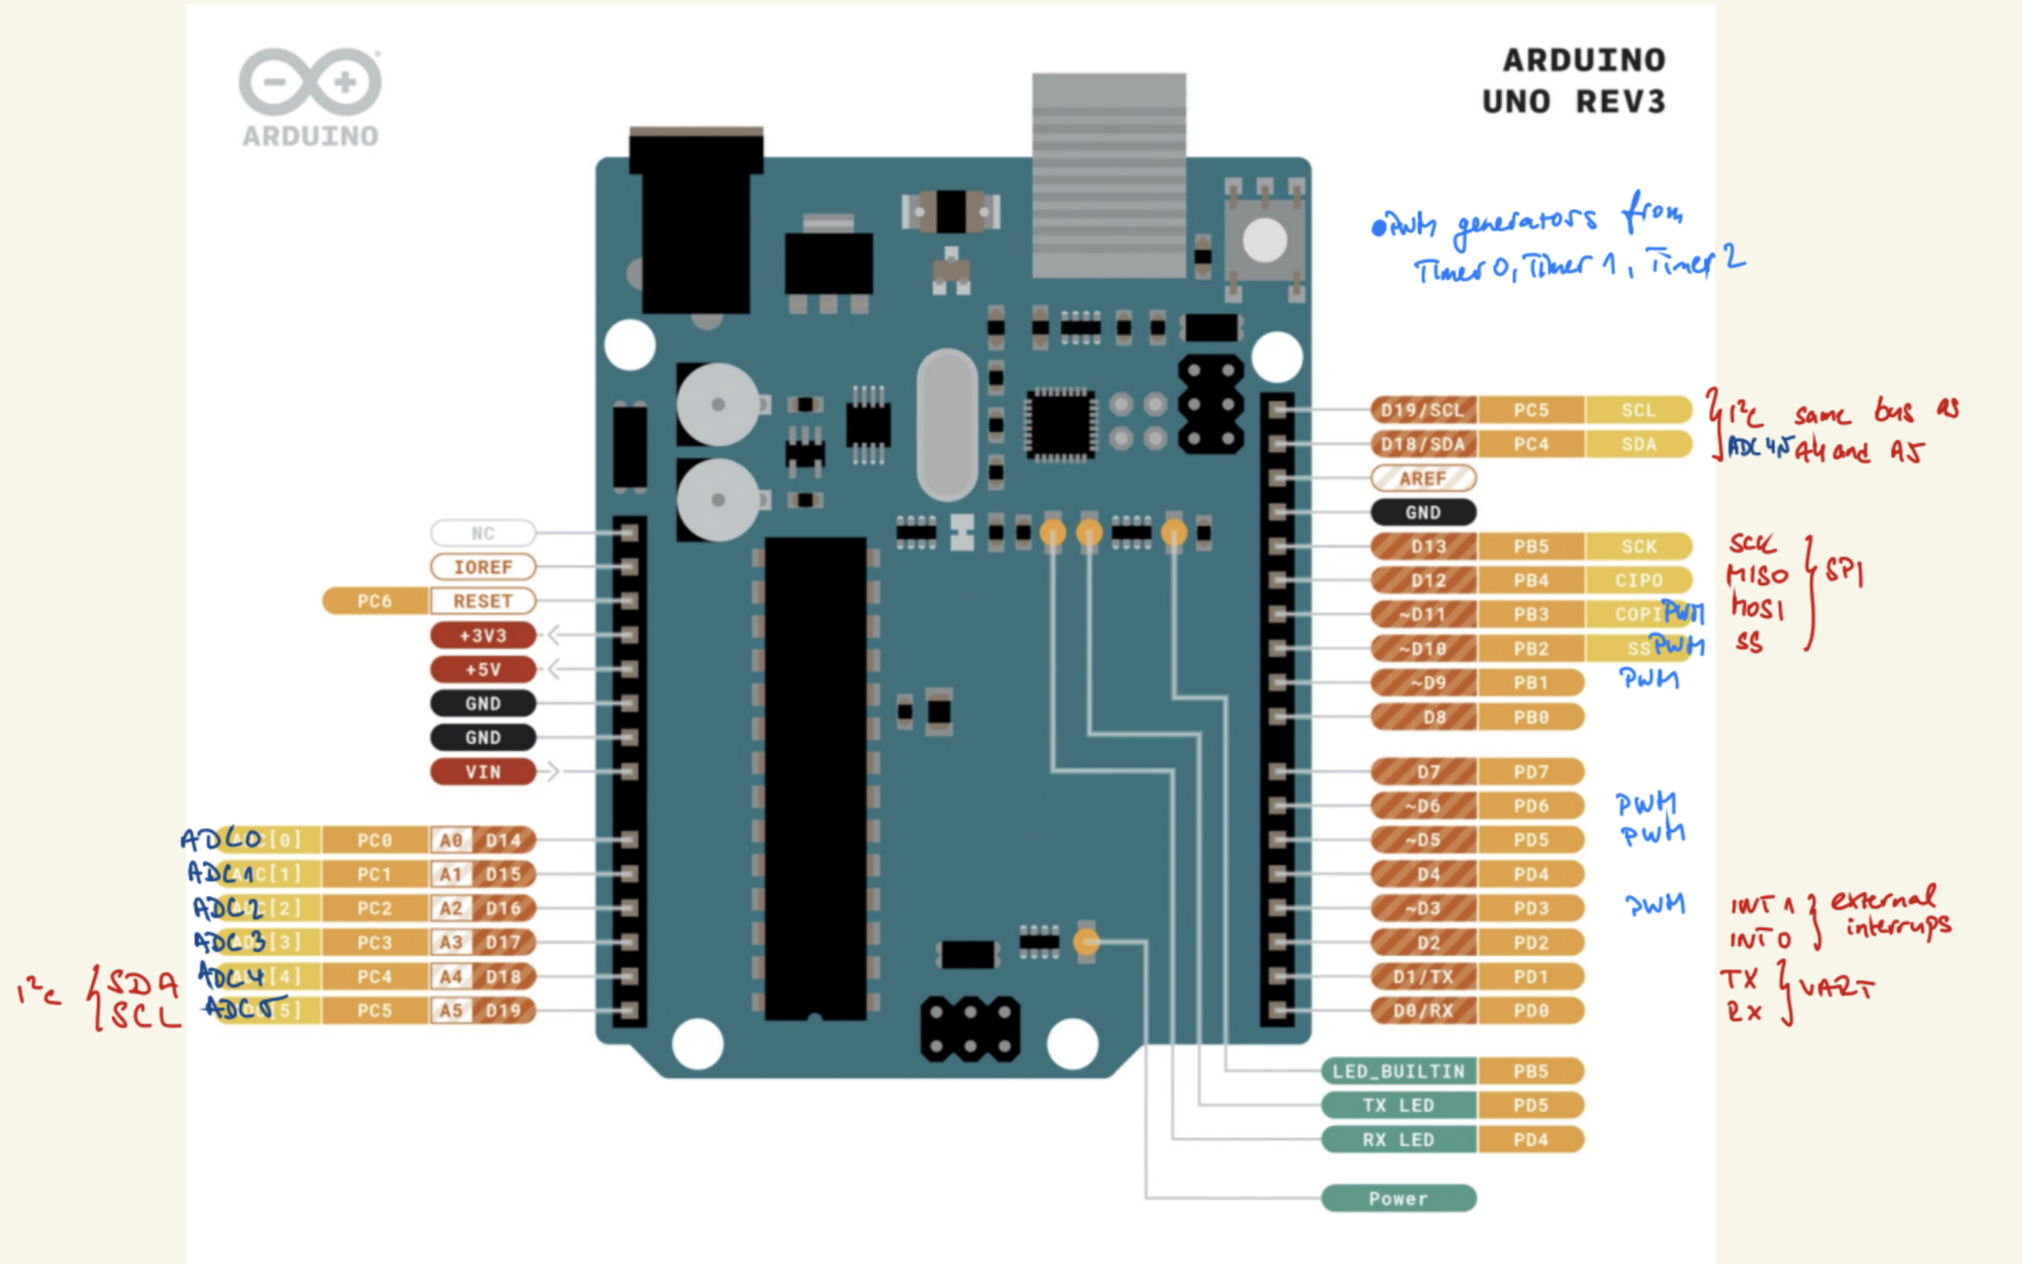 ARDUINO
ARDUINO
UNO REV3
PWM generators from
Timer 0, Timer 1, Timer 2
NC
IOREF
PC6 RESET
+3V3
+5V
GND
GND
VIN
ADC0 [0] PC0 A0 D14
ADC1 C[1] PC1 A1 D15
ADC2 [2] PC2 A2 D16
ADC3 [3] PC3 A3 D17
ADC4 [4] PC4 A4 D18
ADC5 5] PC5 A5 D19
I²C { SDA
SCL
D19/SCL PC5 SCL
D18/SDA PC4 SDA
I²C same bus as
ADC4/5 A4 and A5
AREF
GND
D13 PB5 SCK SCK
D12 PB4 CIPO MISO } SPI
~D11 PB3 COPI PWM MOSI
~D10 PB2 SS PWM SS
~D9 PB1 PWM
D8 PB0
D7 PD7
~D6 PD6 PWM
~D5 PD5 PWM
D4 PD4
~D3 PD3 PWM INT1 } external
D2 PD2 INT0 interrups
D1/TX PD1 TX } UART
D0/RX PD0 RX
LED_BUILTIN PB5
TX LED PD5
RX LED PD4
Power